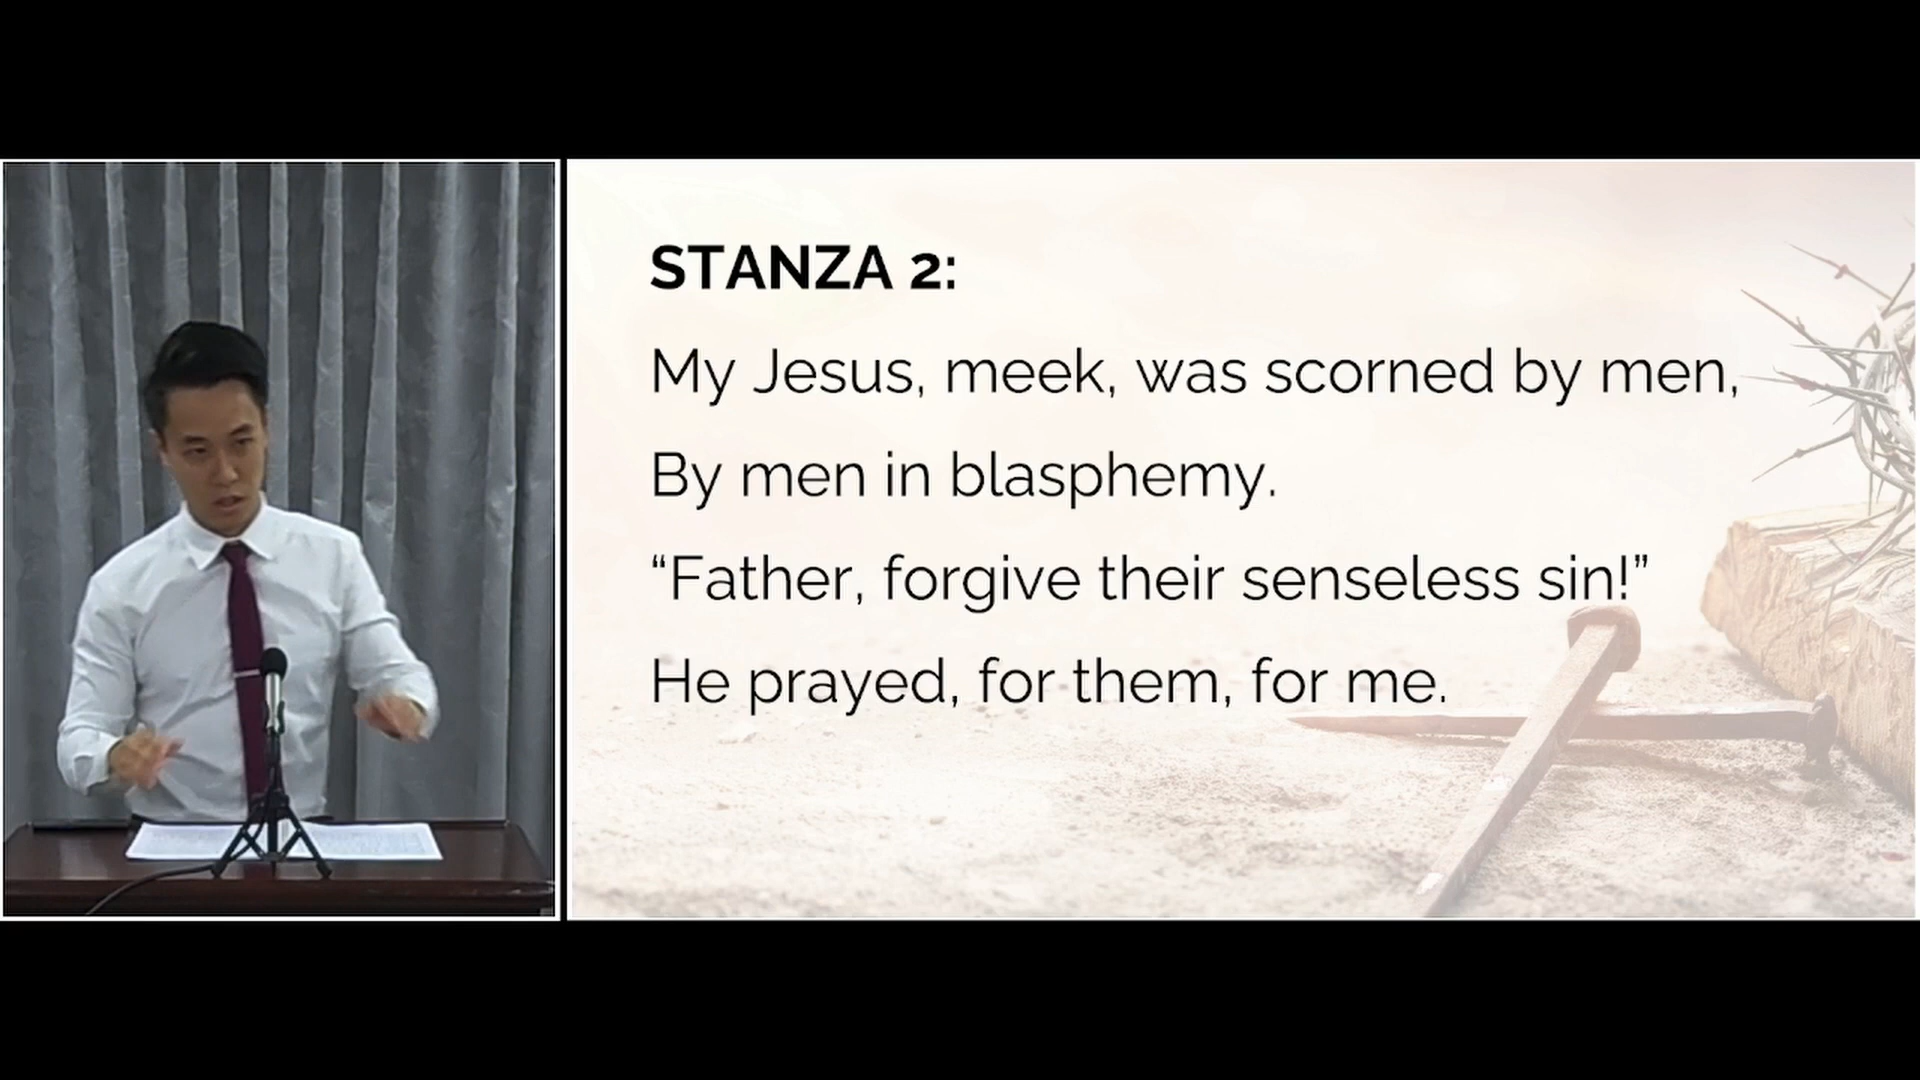 STANZA 2:
My Jesus, meek, was scorned by men,
By men in blasphemy.
“Father, forgive their senseless sin!”
He prayed, for them, for me.